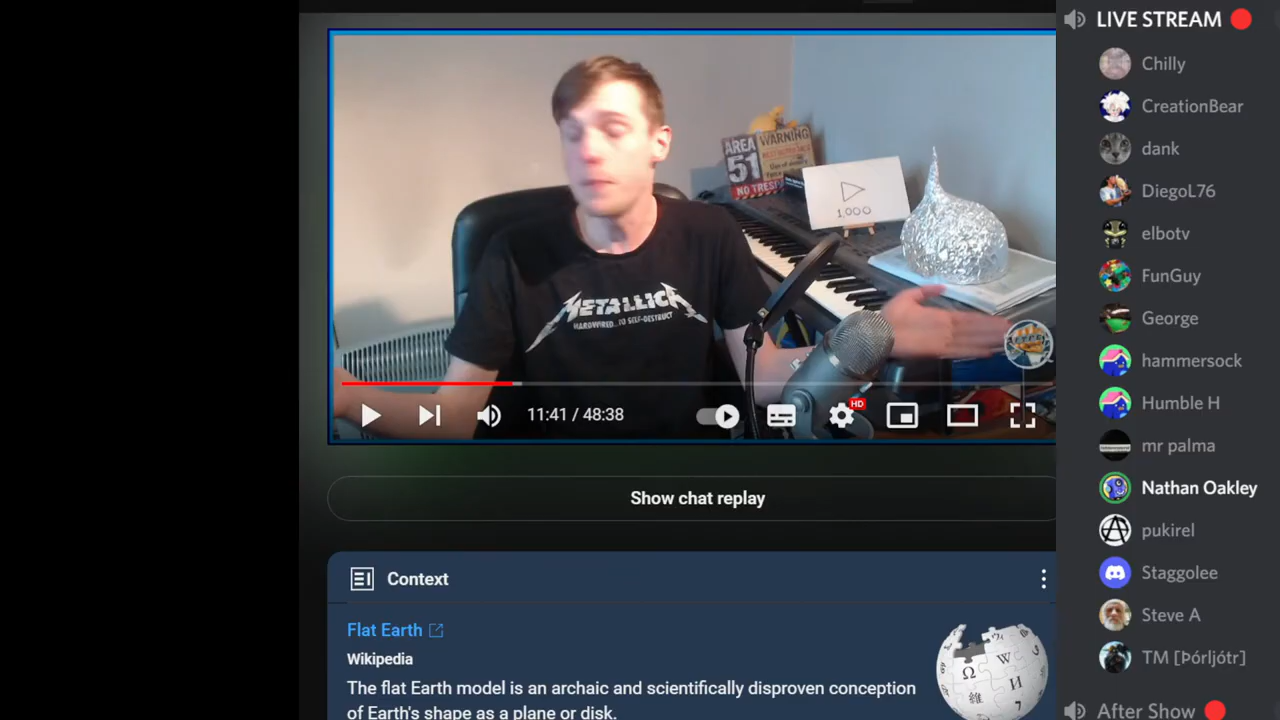 LIVE STREAM
Chilly
CreationBear
dank
DiegoL76
elbotv
FunGuy
George
hammersock
Humble H
mr palma
Nathan Oakley
pukirel
Staggolee
Steve A
TM [Þórljótr]
After Show
AREA
51
NO TRESP
WARNING
1,000
METALLICA
HARDWIRED...TO SELF-DESTRUCT
11:41 / 48:38
HD
Show chat replay
Context
Flat Earth
Wikipedia
The flat Earth model is an archaic and scientifically disproven conception
of Earth's shape as a plane or disk.